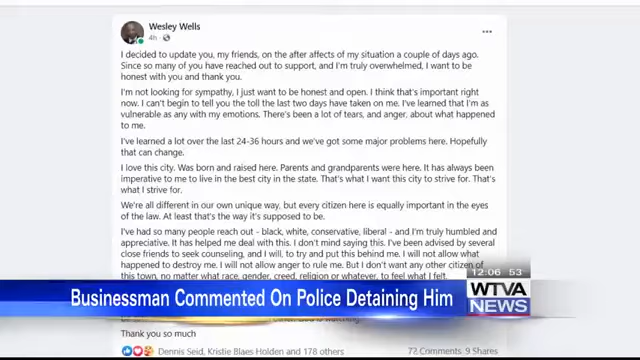 Wesley Wells
4h
I decided to update you, my friends, on the after affects of my situation a couple of days ago.
Since so many of you have reached out to support, and I'm truly overwhelmed, I want to be
honest with you and thank you.
I'm not looking for sympathy, I just want to be honest and open. I think that's important right
now. I can't begin to tell you the toll the last two days have taken on me. I've learned that I'm as
vulnerable as any with my emotions. There's been a lot of tears, and anger, about what happened
to me.
I've learned a lot over the last 24-36 hours and we've got some major problems here. Hopefully
that can change.
I love this city. Was born and raised here. Parents and grandparents were here. It has always been
imperative to me to live in the best city in the state. That's what I want this city to strive for. That's
what I strive for.
We're all different in our own unique way, but every citizen here is equally important in the eyes
of the law. At least that's the way it's supposed to be.
I've had so many people reach out - black, white, conservative, liberal - and I'm truly humbled and
appreciative. It has helped me deal with this. I don't mind saying this. I've been advised by several
close friends to seek counseling, and I will, to try and put this behind me. I will not allow what
happened to destroy me. I will not allow anger to rule me. But I don't want any other citizen of
this town, no matter what race, gender, creed, religion or whatever, to feel what I felt.
12:06 53
Businessman Commented On Police Detaining Him
WTVA
NEWS
Thank you so much
Dennis Seid, Kristie Blaes Holden and 178 others
72 Comments 9 Shares